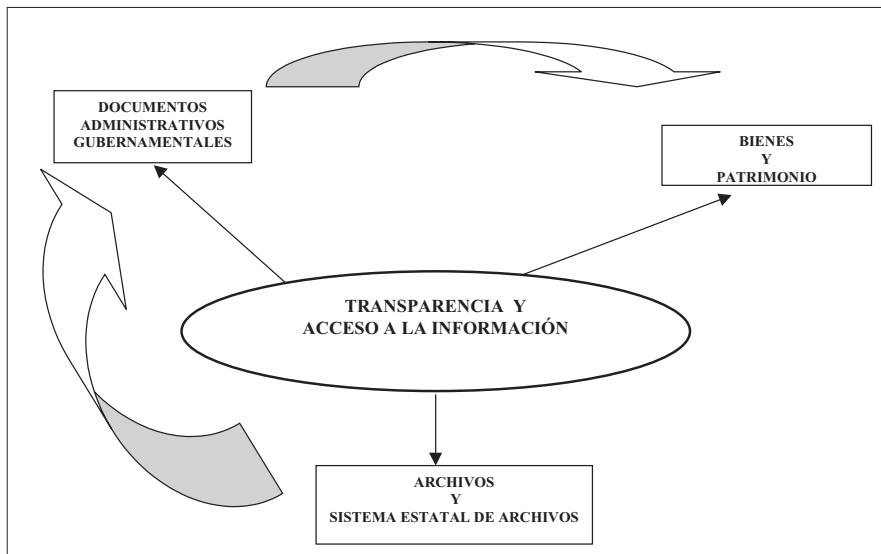 DOCUMENTOS
ADMINISTRATIVOS
GUBERNAMENTALES
BIENES
Y
PATRIMONIO
TRANSPARENCIA Y
ACCESO A LA INFORMACIÓN
ARCHIVOS
Y
SISTEMA ESTATAL DE ARCHIVOS